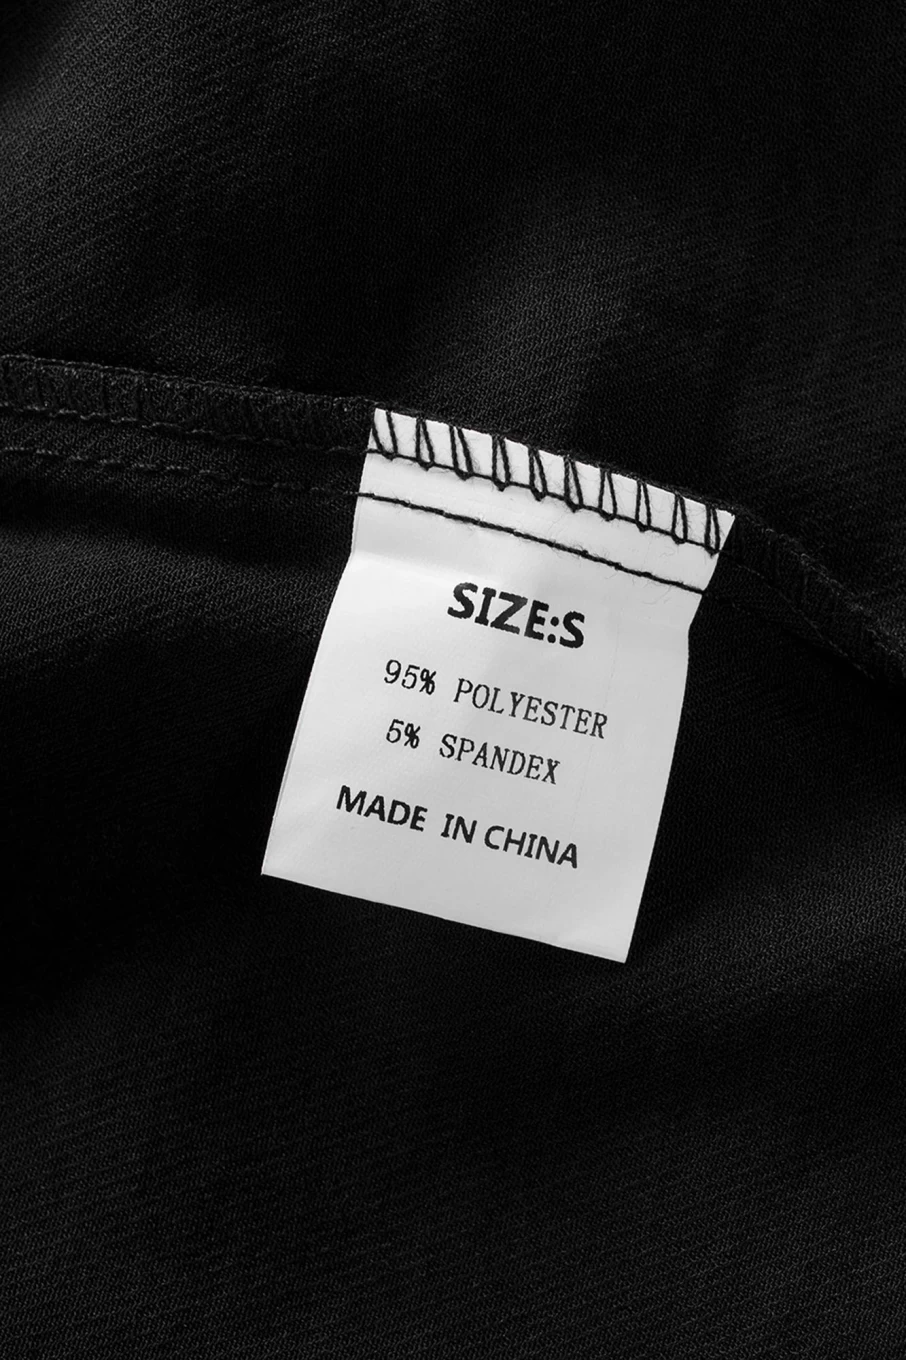 SIZE:S
95% POLYESTER
5% SPANDEX
MADE IN CHINA